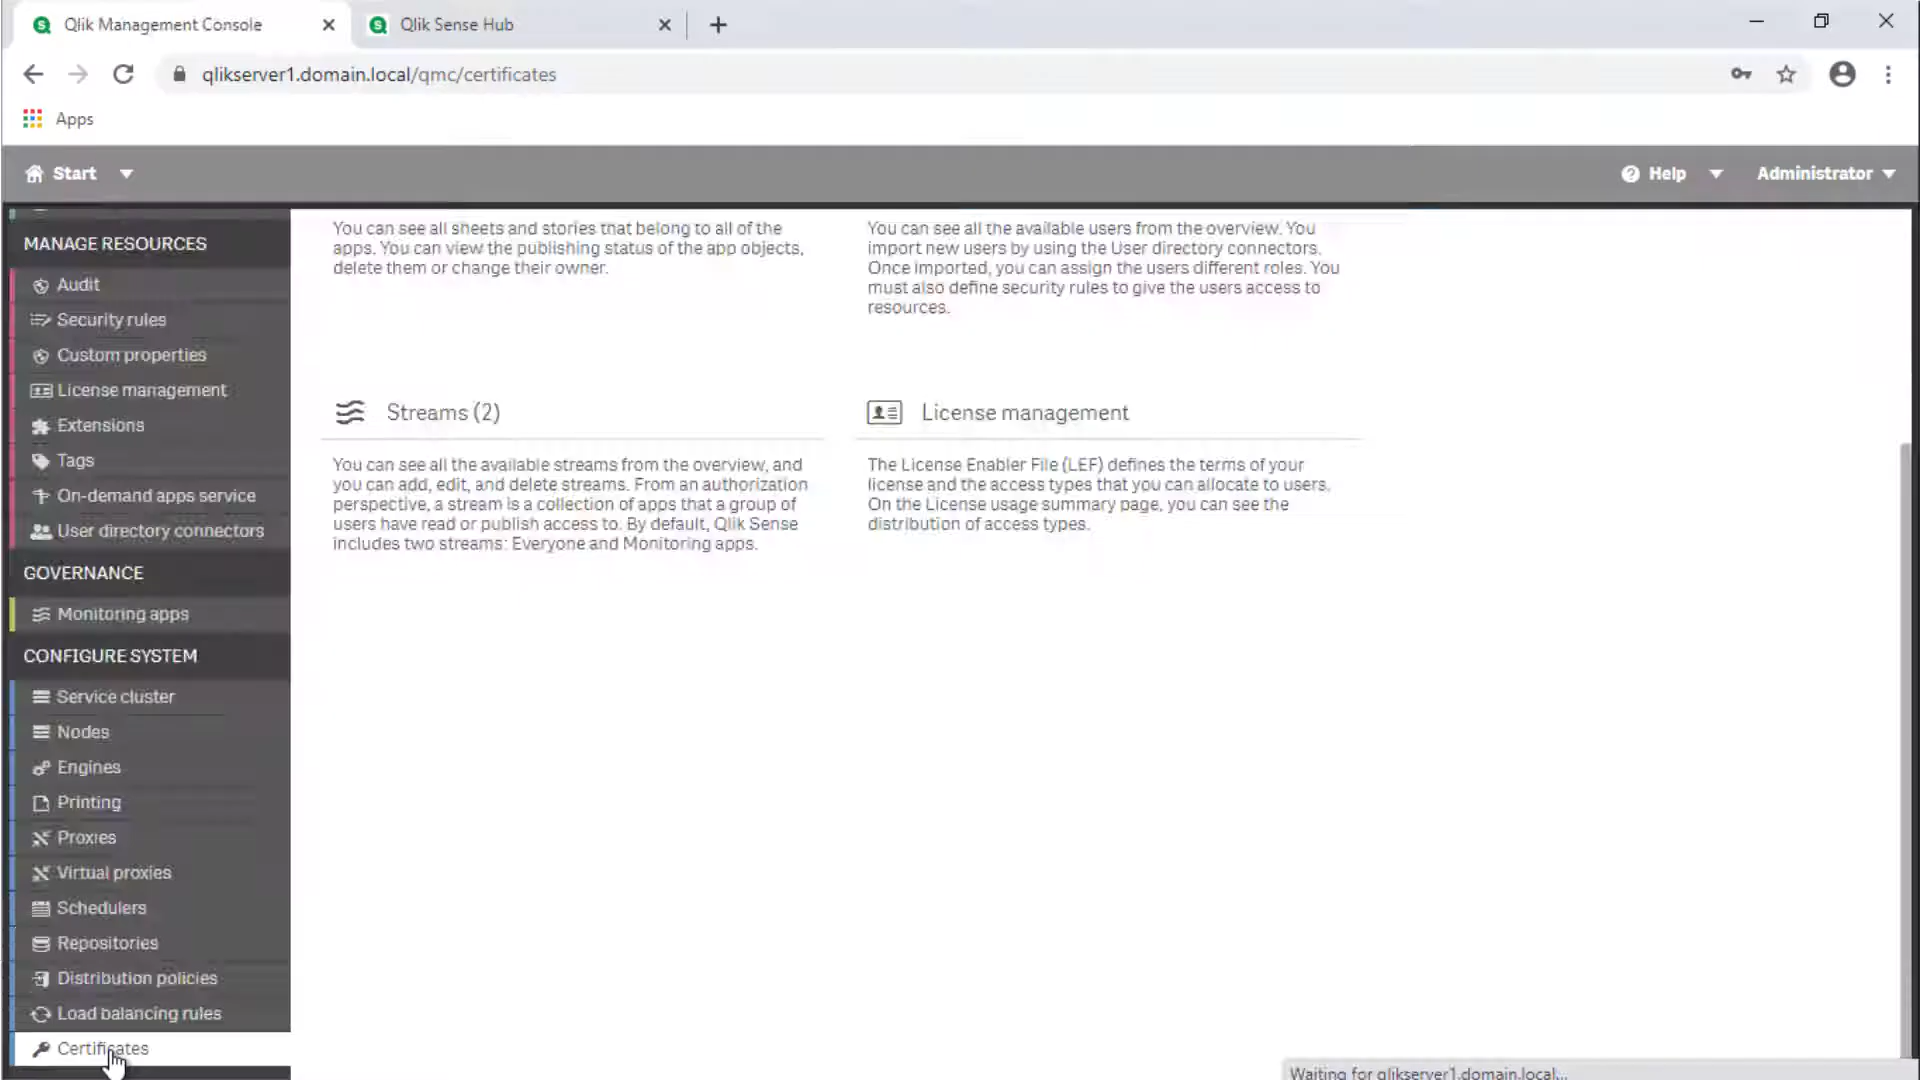 Qlik Management Console
Qlik Sense Hub
qlikserver1.domain.local/qmc/certificates
Apps
Start
Help
Administrator
MANAGE RESOURCES
Audit
Security rules
Custom properties
License management
Extensions
Tags
On-demand apps service
User directory connectors
GOVERNANCE
Monitoring apps
CONFIGURE SYSTEM
Service cluster
Nodes
Engines
Printing
Proxies
Virtual proxies
Schedulers
Repositories
Distribution policies
Load balancing rules
Certificates
You can see all sheets and stories that belong to all of the
apps. You can view the publishing status of the app objects,
delete them or change their owner.
You can see all the available users from the overview. You
import new users by using the User directory connectors.
Once imported, you can assign the users different roles. You
must also define security rules to give the users access to
resources.
Streams (2)
You can see all the available streams from the overview, and
you can add, edit, and delete streams. From an authorization
perspective, a stream is a collection of apps that a group of
users have read or publish access to. By default, Qlik Sense
includes two streams: Everyone and Monitoring apps.
License management
The License Enabler File (LEF) defines the terms of your
license and the access types that you can allocate to users.
On the License usage summary page, you can see the
distribution of access types.
Waiting for qlikserver1.domain.local...